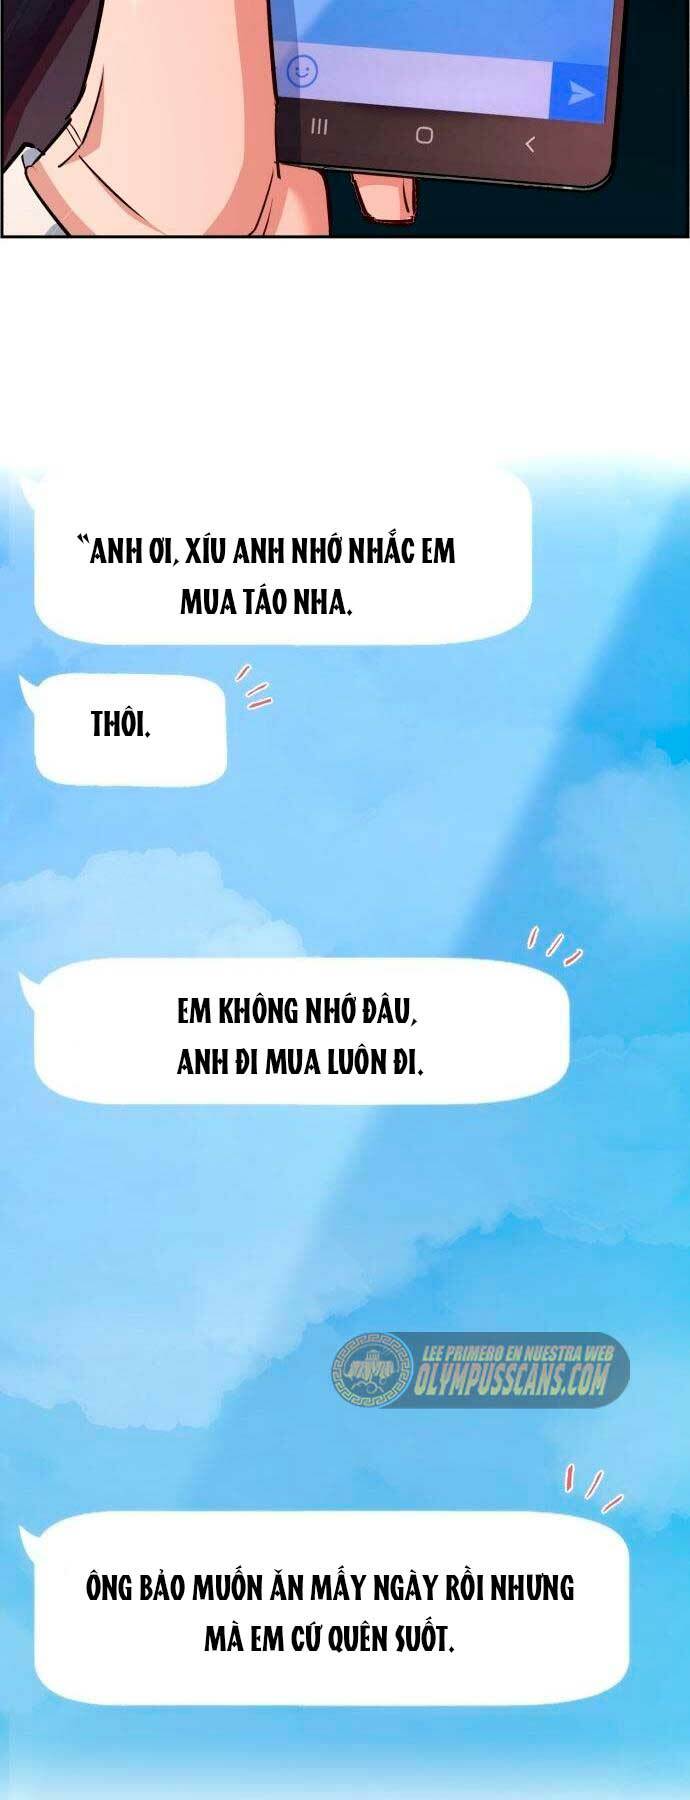 “ANH ƠI, XÍU ANH NHỚ NHẮC EM
MUA TÁO NHA.
THÔI.
EM KHÔNG NHỚ ĐÂU,
ANH ĐI MUA LUÔN ĐI.
LEE PRIMERO EN NUESTRA WEB
OLYMPUSSCANS.COM
ÔNG BẢO MUỐN ĂN MẤY NGÀY RỒI NHƯNG
MÀ EM CỨ QUÊN SUỐT.